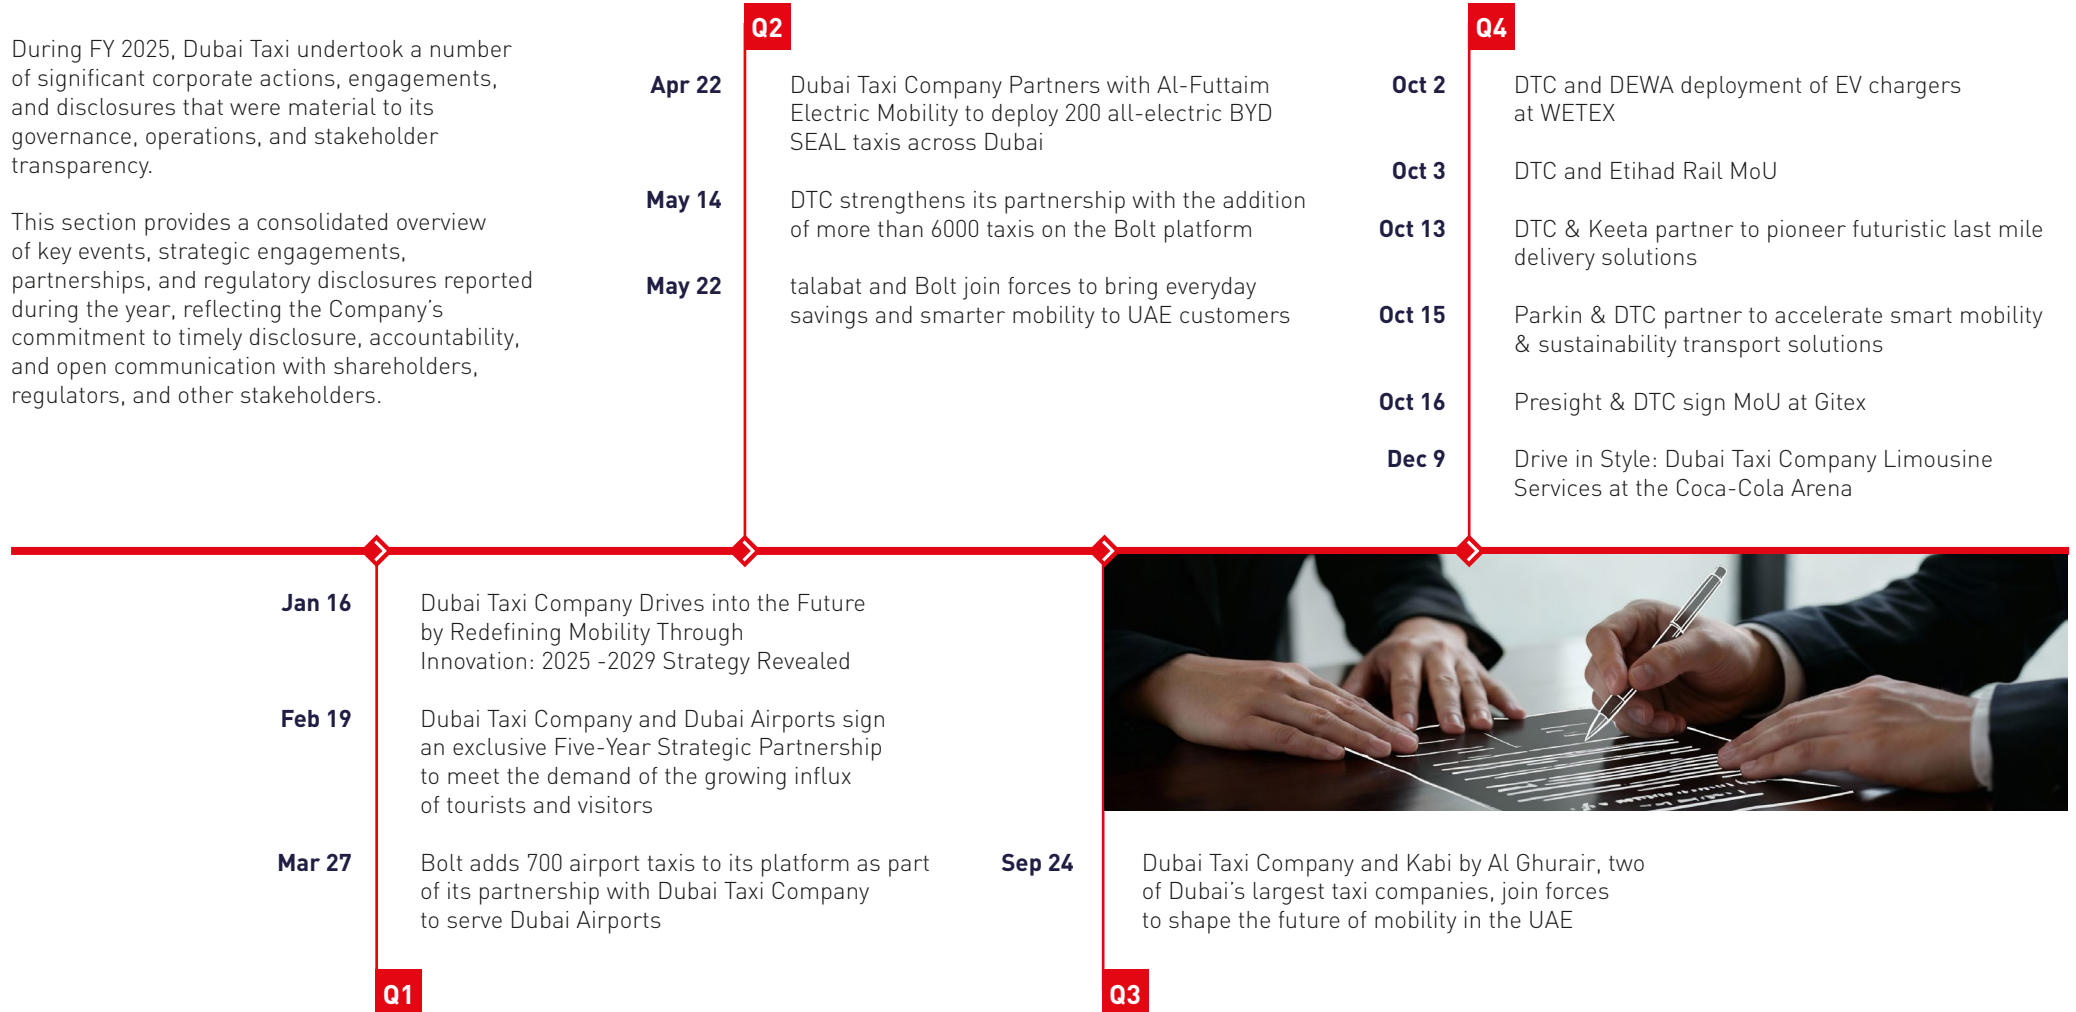 During FY 2025, Dubai Taxi undertook a number
of significant corporate actions, engagements,
and disclosures that were material to its
governance, operations, and stakeholder
transparency.
This section provides a consolidated overview
of key events, strategic engagements,
partnerships, and regulatory disclosures reported
during the year, reflecting the Company’s
commitment to timely disclosure, accountability,
and open communication with shareholders,
regulators, and other stakeholders.
Jan 16
Dubai Taxi Company Drives into the Future
by Redefining Mobility Through
Innovation: 2025 -2029 Strategy Revealed
Feb 19
Dubai Taxi Company and Dubai Airports sign
an exclusive Five-Year Strategic Partnership
to meet the demand of the growing influx
of tourists and visitors
Mar 27
Bolt adds 700 airport taxis to its platform as part
of its partnership with Dubai Taxi Company
to serve Dubai Airports
Q1
Q2
Apr 22
Dubai Taxi Company Partners with Al-Futtaim
Electric Mobility to deploy 200 all-electric BYD
SEAL taxis across Dubai
May 14
DTC strengthens its partnership with the addition
of more than 6000 taxis on the Bolt platform
May 22
talabat and Bolt join forces to bring everyday
savings and smarter mobility to UAE customers
Sep 24
Dubai Taxi Company and Kabi by Al Ghurair, two
of Dubai’s largest taxi companies, join forces
to shape the future of mobility in the UAE
Q3
Q4
Oct 2
DTC and DEWA deployment of EV chargers
at WETEX
Oct 3
DTC and Etihad Rail MoU
Oct 13
DTC & Keeta partner to pioneer futuristic last mile
delivery solutions
Oct 15
Parkin & DTC partner to accelerate smart mobility
& sustainability transport solutions
Oct 16
Presight & DTC sign MoU at Gitex
Dec 9
Drive in Style: Dubai Taxi Company Limousine
Services at the Coca-Cola Arena